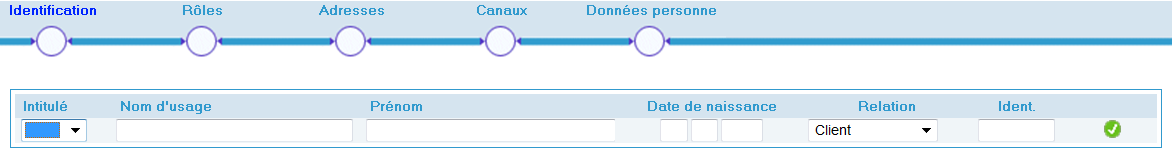 Identification Rôles Adresses Canaux Données personne
Intitulé Nom d'usage Prénom Date de naissance Relation Ident.
Client